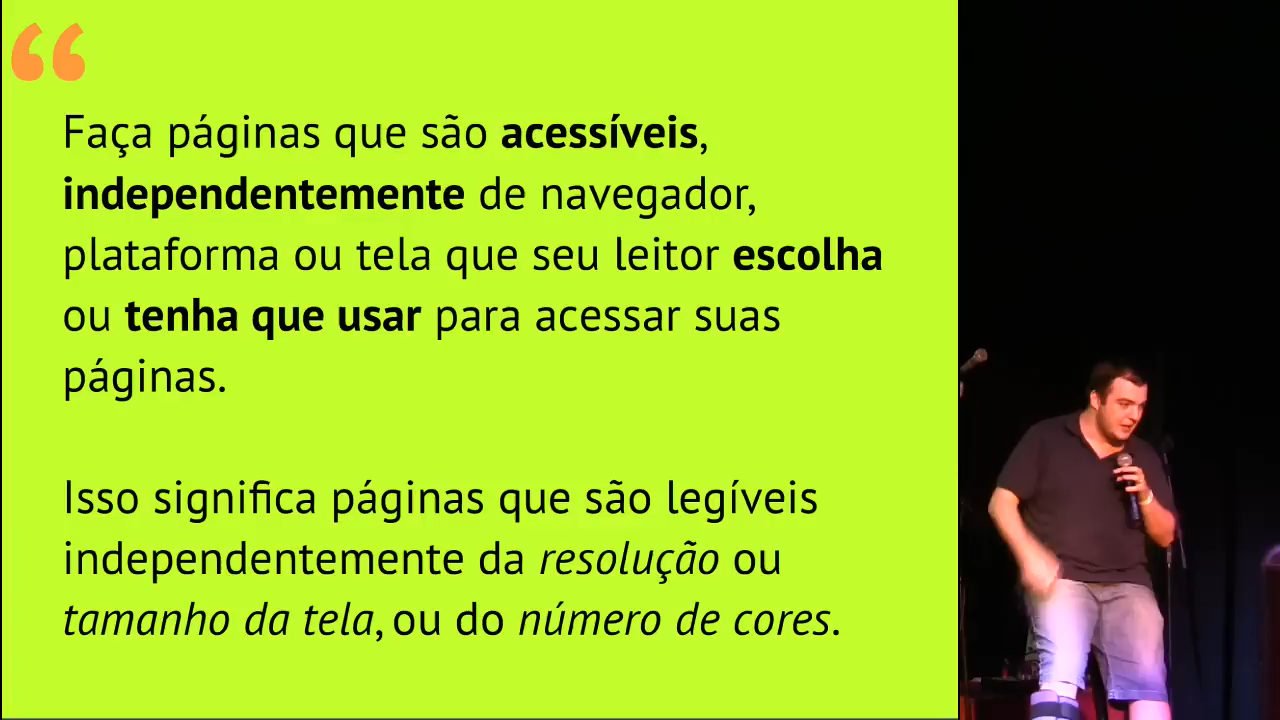 “
Faça páginas que são acessíveis,
independentemente de navegador,
plataforma ou tela que seu leitor escolha
ou tenha que usar para acessar suas
páginas.
Isso significa páginas que são legíveis
independentemente da resolução ou
tamanho da tela, ou do número de cores.